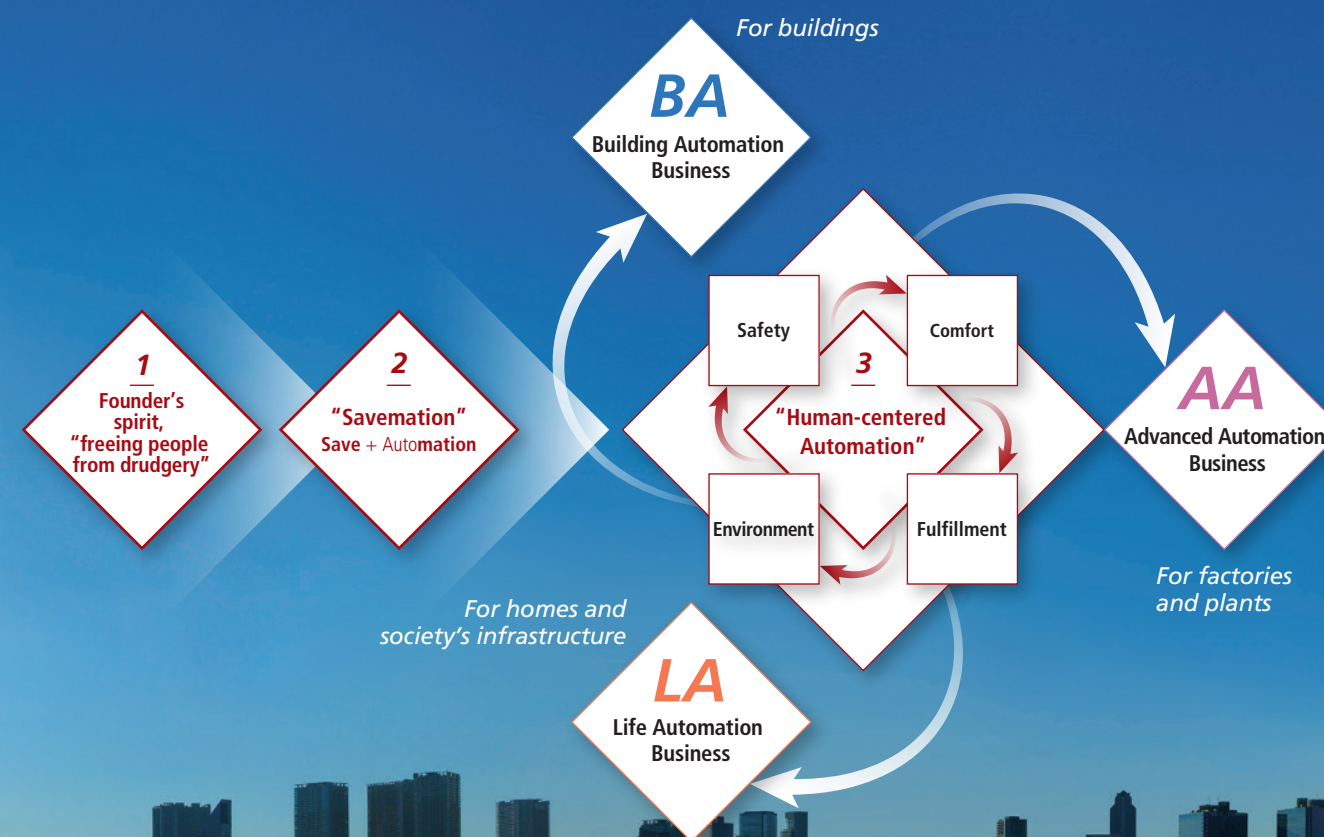 For buildings
BA
Building Automation
Business
1
Founder’s
spirit,
“freeing people
from drudgery”
2
“Savemation”
Save + Automation
Safety
Comfort
3
“Human-centered
Automation”
Environment
Fulfillment
AA
Advanced Automation
Business
For factories
and plants
For homes and
society’s infrastructure
LA
Life Automation
Business